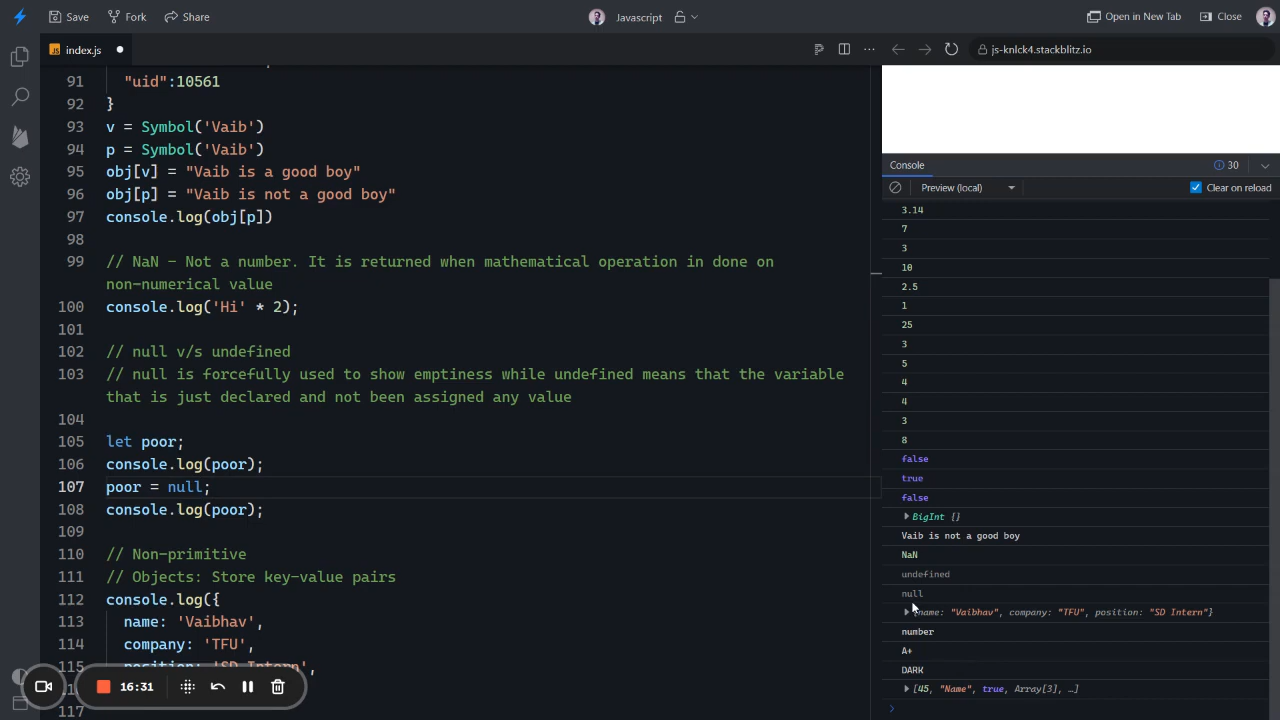 Save Fork Share Javascript Open in New Tab Close
JS index.js js-knlck4.stackblitz.io
91 "uid":10561
92 }
93 v = Symbol('Vaib')
94 p = Symbol('Vaib')
95 obj[v] = "Vaib is a good boy"
96 obj[p] = "Vaib is not a good boy"
97 console.log(obj[p])
98
99 // NaN - Not a number. It is returned when mathematical operation in done on
non-numerical value
100 console.log('Hi' * 2);
101
102 // null v/s undefined
103 // null is forcefully used to show emptiness while undefined means that the variable
that is just declared and not been assigned any value
104
105 let poor;
106 console.log(poor);
107 poor = null;
108 console.log(poor);
109
110 // Non-primitive
111 // Objects: Store key-value pairs
112 console.log({
113 name: 'Vaibhav',
114 company: 'TFU',
115 position: 'SD Intern',
117
16:31
Console 30
Preview (local) Clear on reload
3.14
7
3
10
2.5
1
25
3
5
4
4
3
8
false
true
false
BigInt {}
Vaib is not a good boy
NaN
undefined
null
{name: "Vaibhav", company: "TFU", position: "SD Intern"}
number
A+
DARK
[45, "Name", true, Array[3], …]